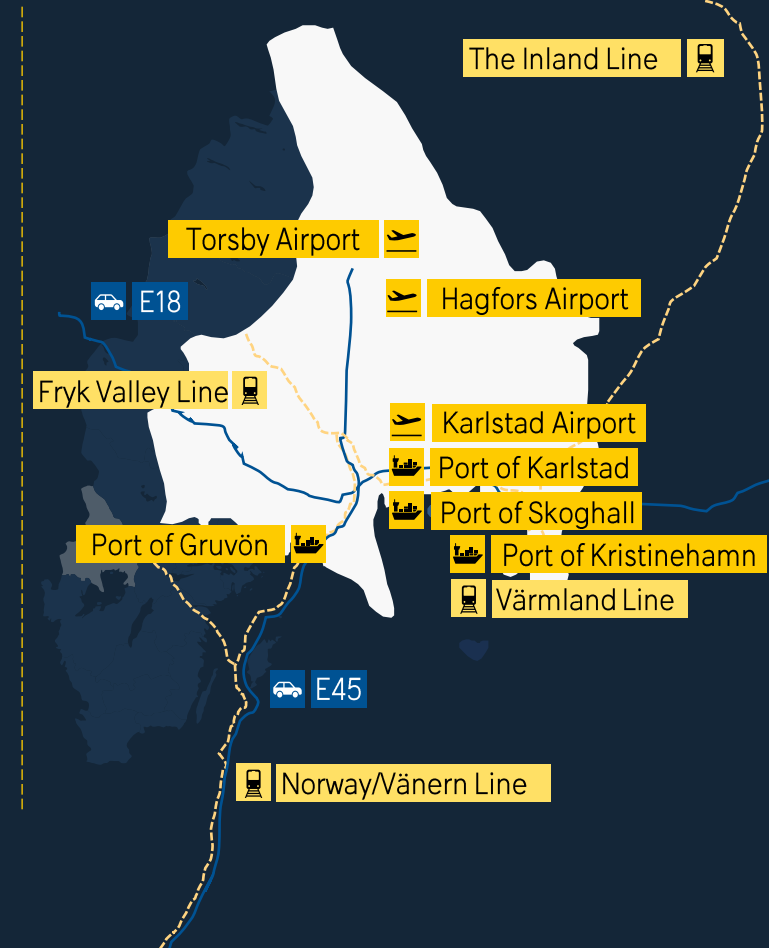 The Inland Line
Torsby Airport
E18
Hagfors Airport
Fryk Valley Line
Karlstad Airport
Port of Karlstad
Port of Skoghall
Port of Gruvön
Port of Kristinehamn
Värmland Line
E45
Norway/Vänern Line